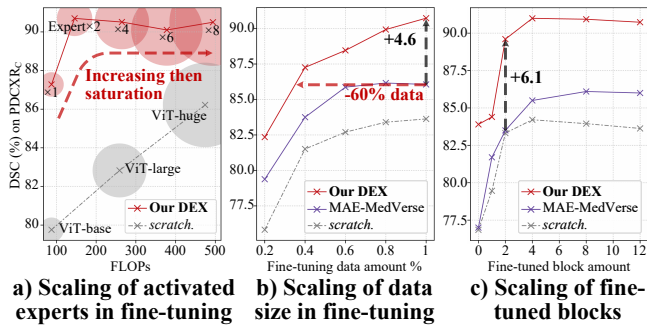 DSC (%) on PDCXR_C
90
88
86
84
82
80
Expert
1
2
4
6
8
Increasing then
saturation
ViT-huge
ViT-large
ViT-base
Our DEX
scratch.
100
200
300
400
500
FLOPs
a) Scaling of activated
experts in fine-tuning
90.0
87.5
85.0
82.5
80.0
77.5
+4.6
-60% data
Our DEX
MAE-MedVerse
scratch.
0.2
0.4
0.6
0.8
1
Fine-tuning data amount %
b) Scaling of data
size in fine-tuning
92.5
90.0
87.5
85.0
82.5
80.0
77.5
+6.1
Our DEX
MAE-MedVerse
scratch.
0
2
4
6
8
10
12
Fine-tuned block amount
c) Scaling of fine-
tuned blocks